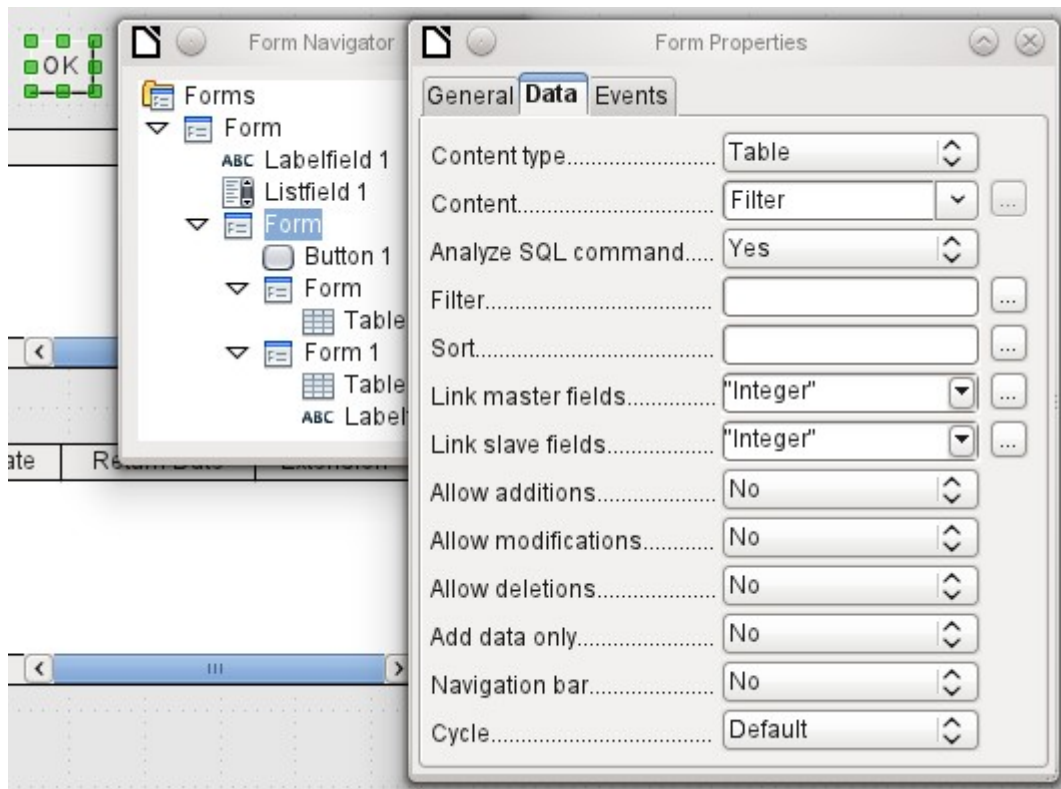 OK
Form Navigator
Forms
Form
ABC Labelfield 1
Listfield 1
Form
Button 1
Form
Table
Form 1
Table
ABC
Form Properties
General Data Events
Content type Table
Content Filter ...
Analyze SQL command Yes
Filter ...
Sort ...
Link master fields "Integer" ...
Link slave fields "Integer" ...
Allow additions No
Allow modifications No
Allow deletions No
Add data only No
Navigation bar No
Cycle Default